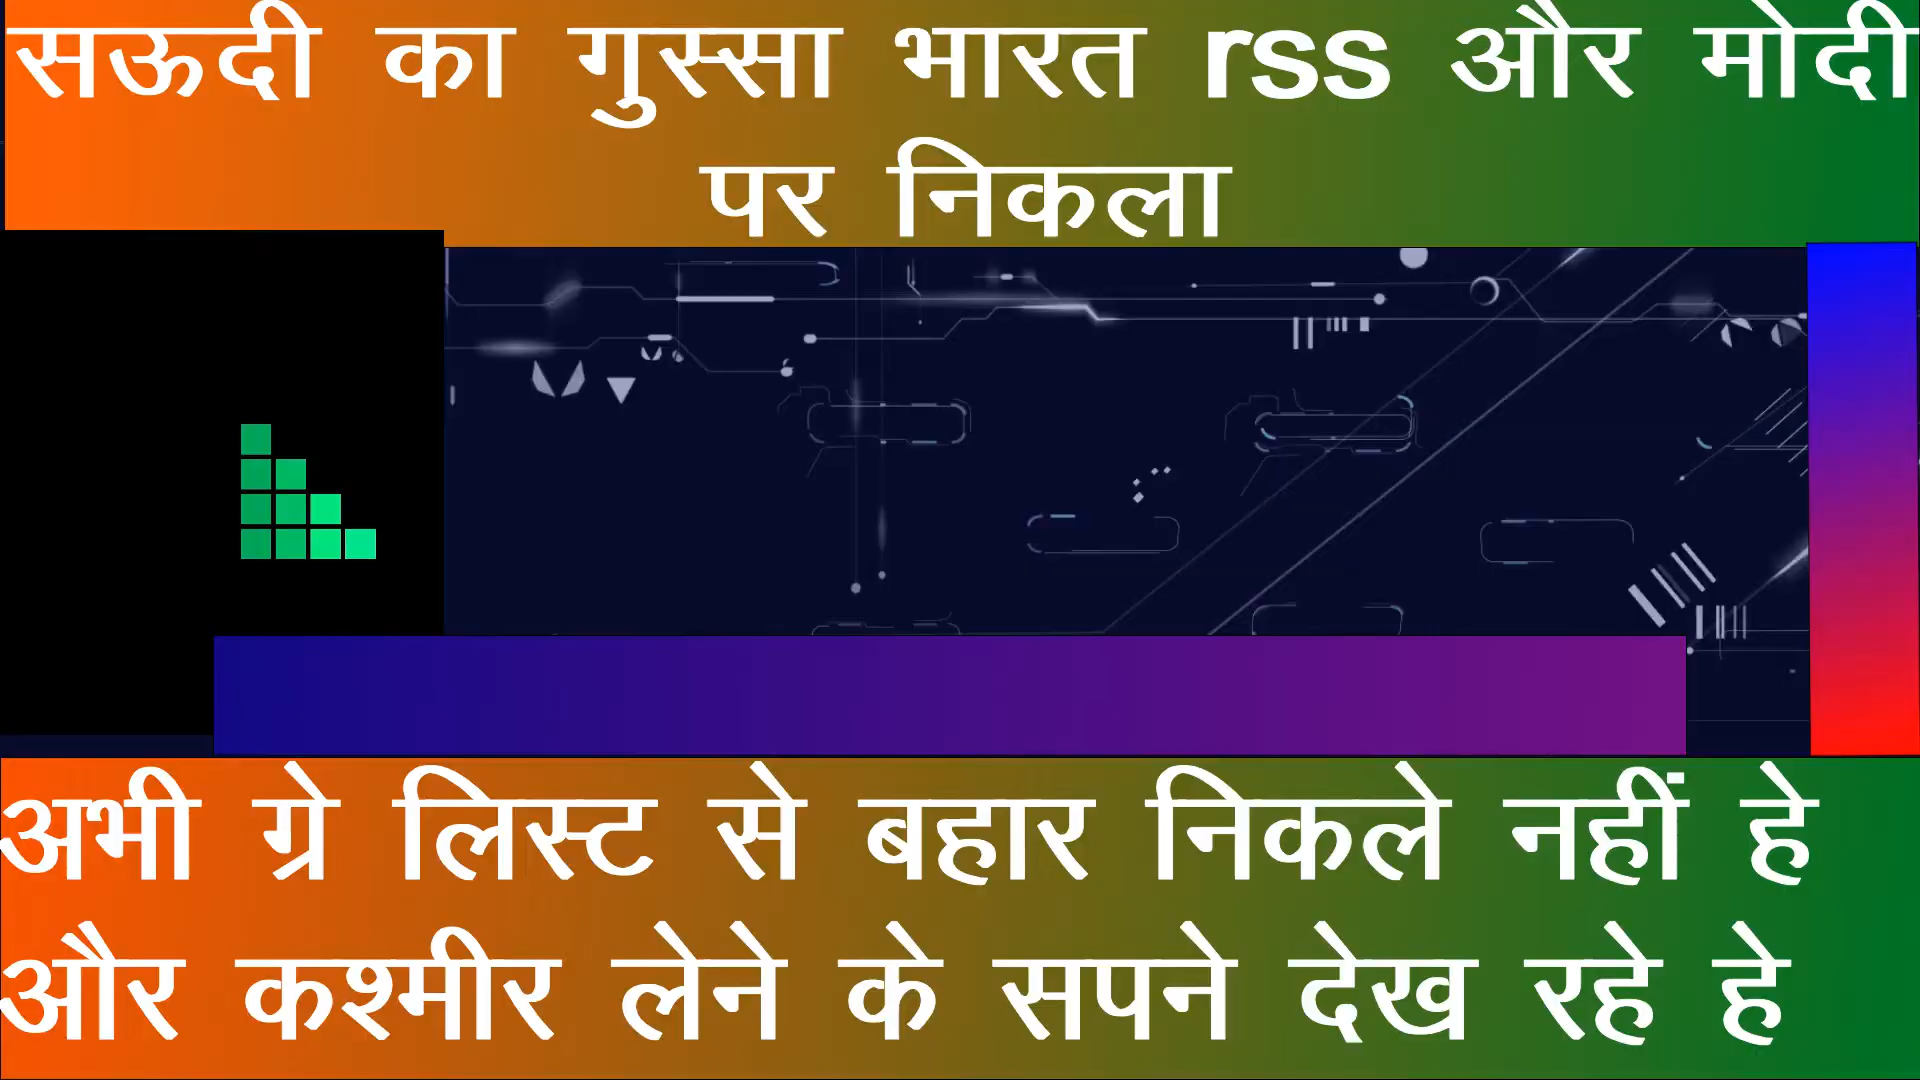 सऊदी का गुस्सा भारत rss और मोदी
पर निकला
अभी ग्रे लिस्ट से बहार निकले नहीं हे
और कश्मीर लेने के सपने देख रहे हे